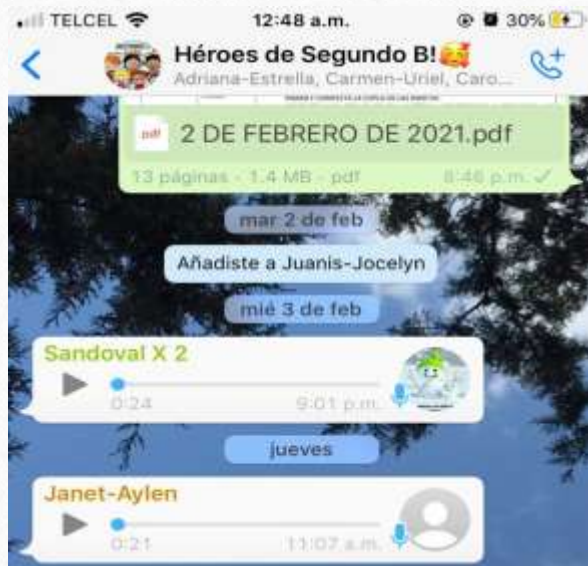 TELCEL 12:48 a.m. 30%
Héroes de Segundo B!🥰
Adriana-Estrella, Carmen-Uriel, Caro...
pdf 2 DE FEBRERO DE 2021.pdf
13 páginas - 1.4 MB - pdf 8:46 p.m. ✓
mar 2 de feb
Añadiste a Juanis-Jocelyn
mié 3 de feb
Sandoval X 2
0:24 9:01 p.m.
jueves
Janet-Aylen
0:21 11:07 a.m.